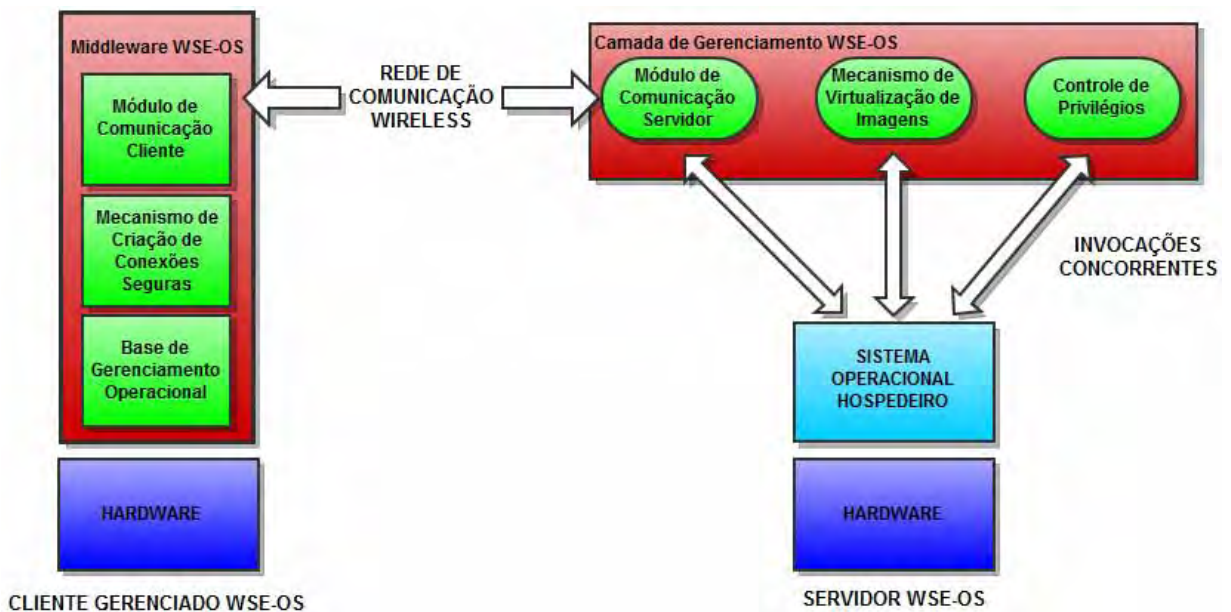 Middleware WSE-OS
Módulo de
Comunicação
Cliente
Mecanismo de
Criação de
Conexões
Seguras
Base de
Gerenciamento
Operacional
HARDWARE
CLIENTE GERENCIADO WSE-OS
REDE DE
COMUNICAÇÃO
WIRELESS
Camada de Gerenciamento WSE-OS
Módulo de
Comunicação
Servidor
Mecanismo de
Virtualização de
Imagens
Controle de
Privilégios
INVOCAÇÕES
CONCORRENTES
SISTEMA
OPERACIONAL
HOSPEDEIRO
HARDWARE
SERVIDOR WSE-OS